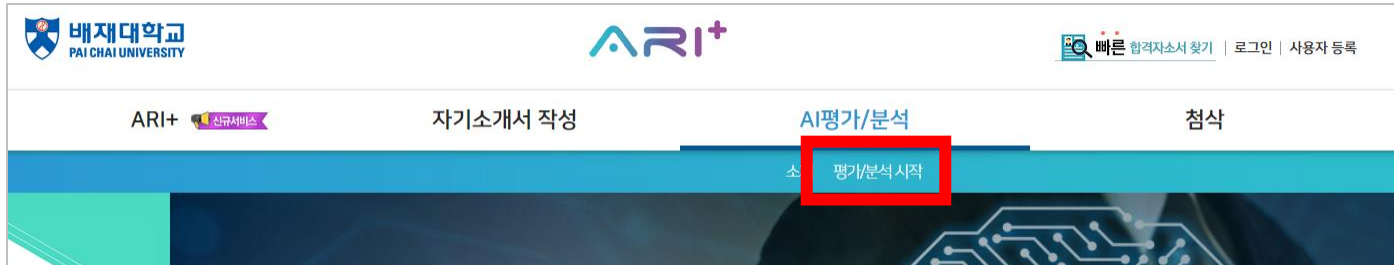 배재대학교
PAI CHAI UNIVERSITY
ARI+
빠른 합격자소서 찾기 | 로그인 | 사용자 등록
ARI+ 신규서비스 자기소개서 작성 AI평가/분석 첨삭
평가/분석 시작